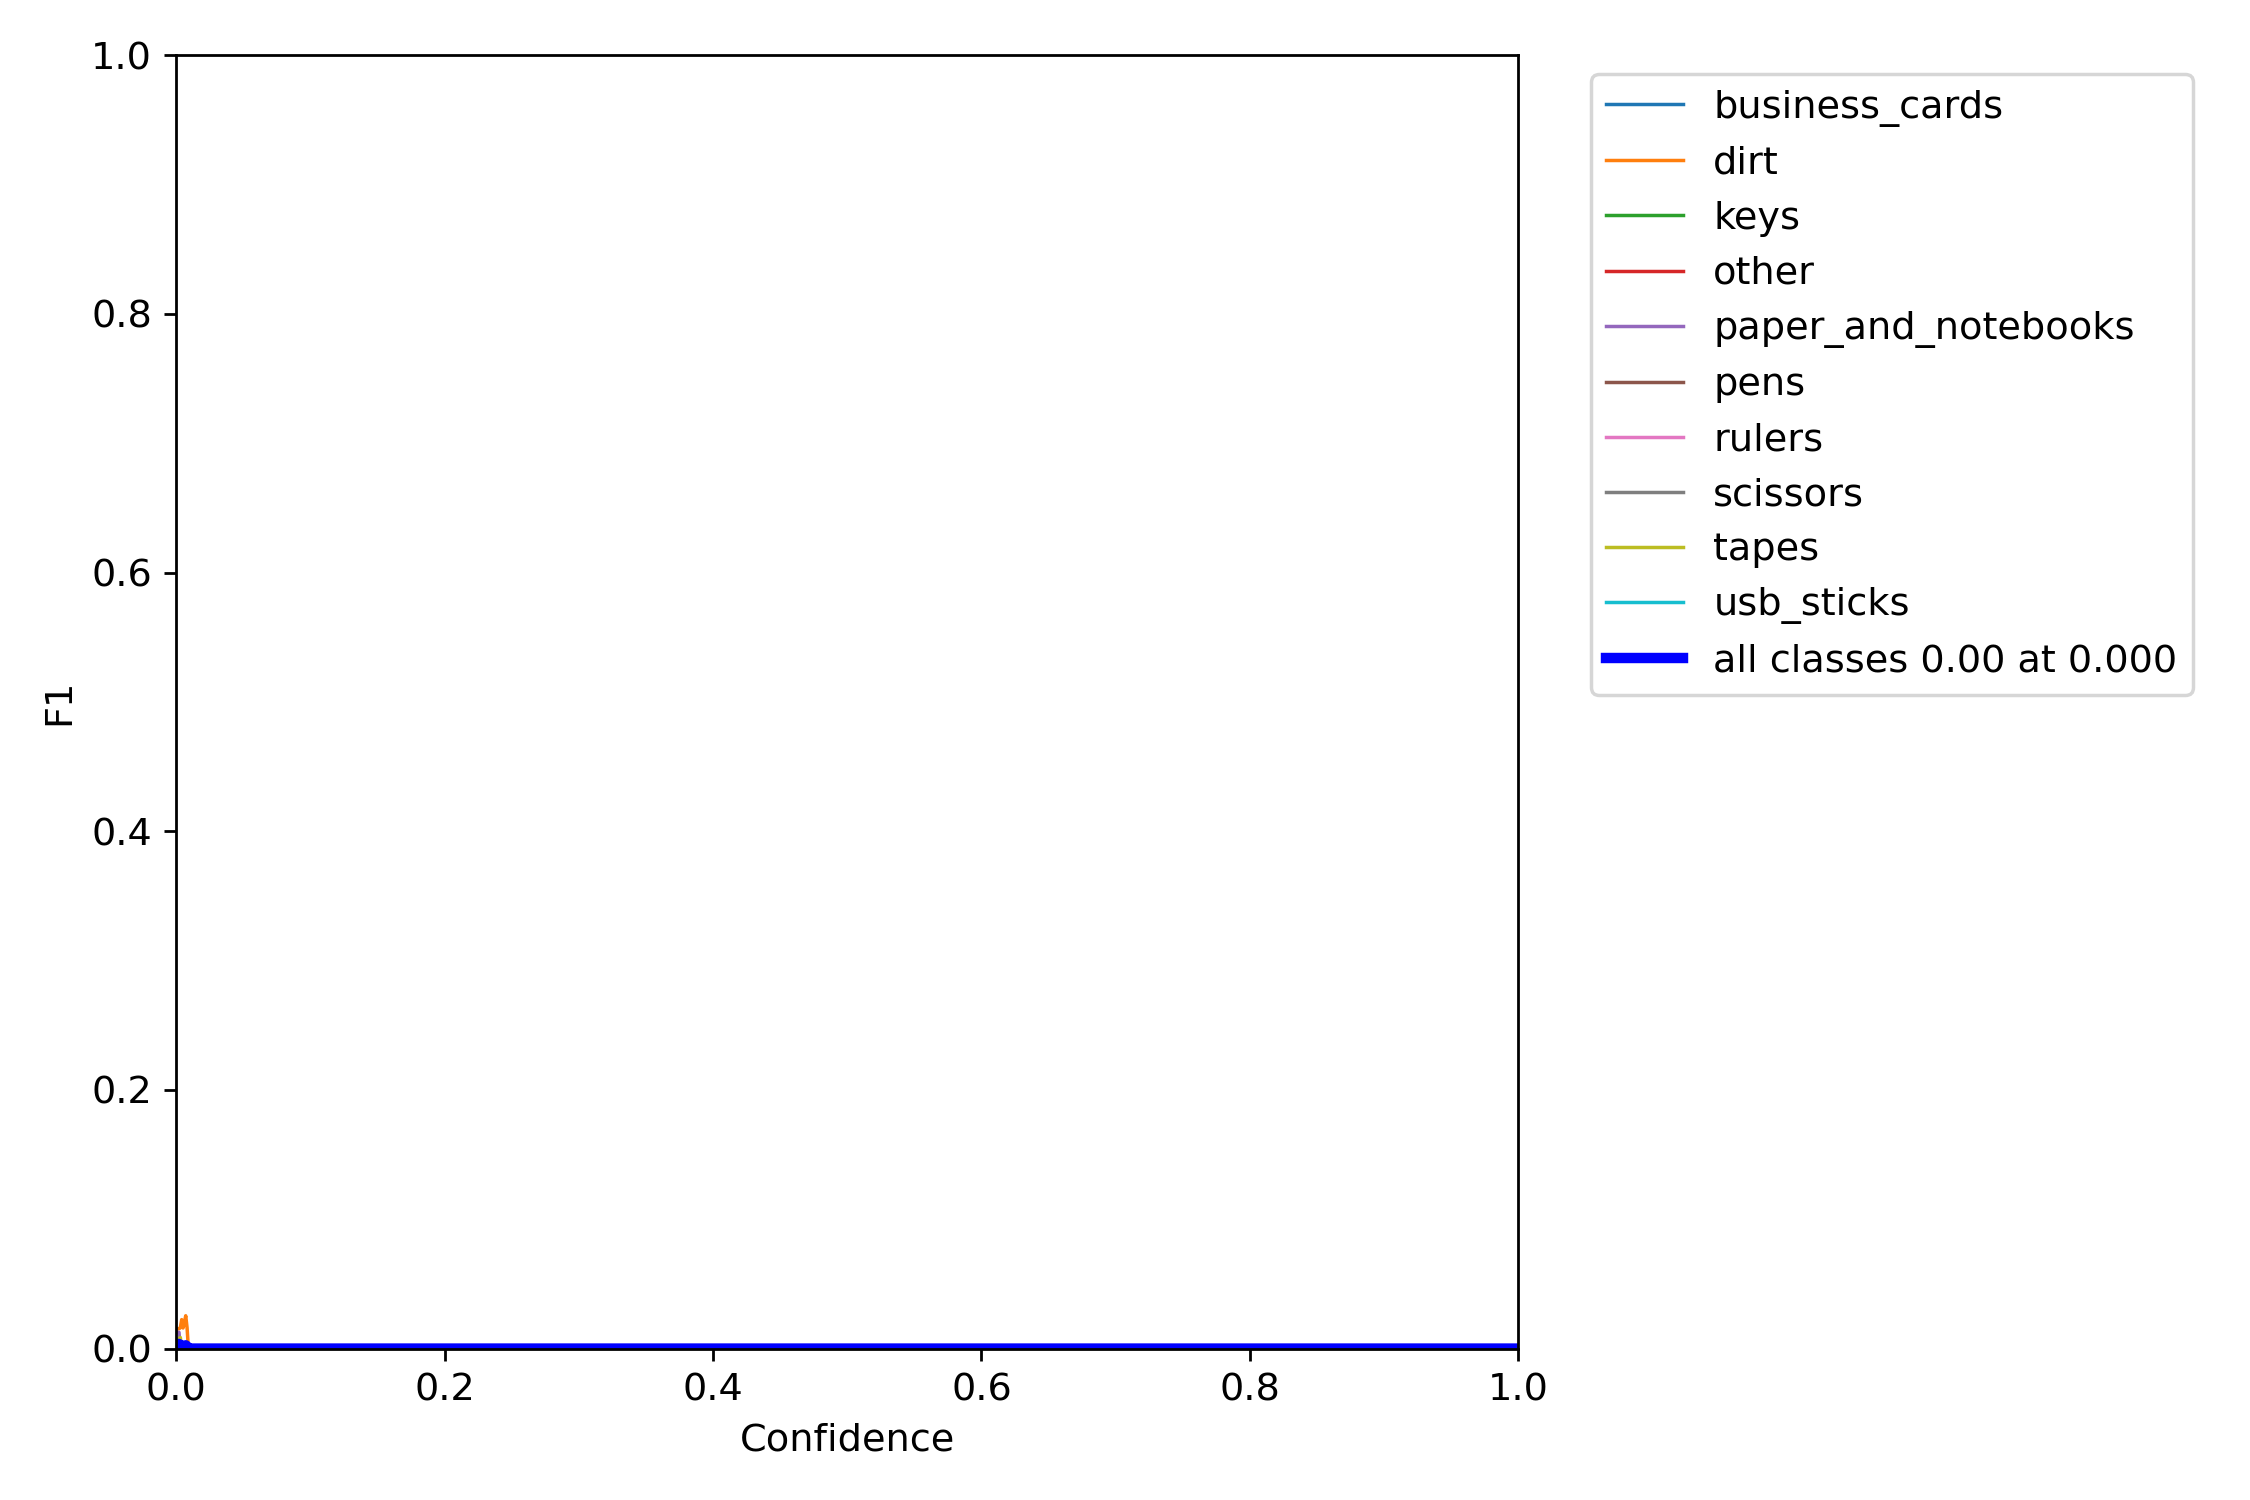 1.0
0.8
0.6
0.4
0.2
0.0
F1
0.0 0.2 0.4 0.6 0.8 1.0
Confidence
business_cards
dirt
keys
other
paper_and_notebooks
pens
rulers
scissors
tapes
usb_sticks
all classes 0.00 at 0.000